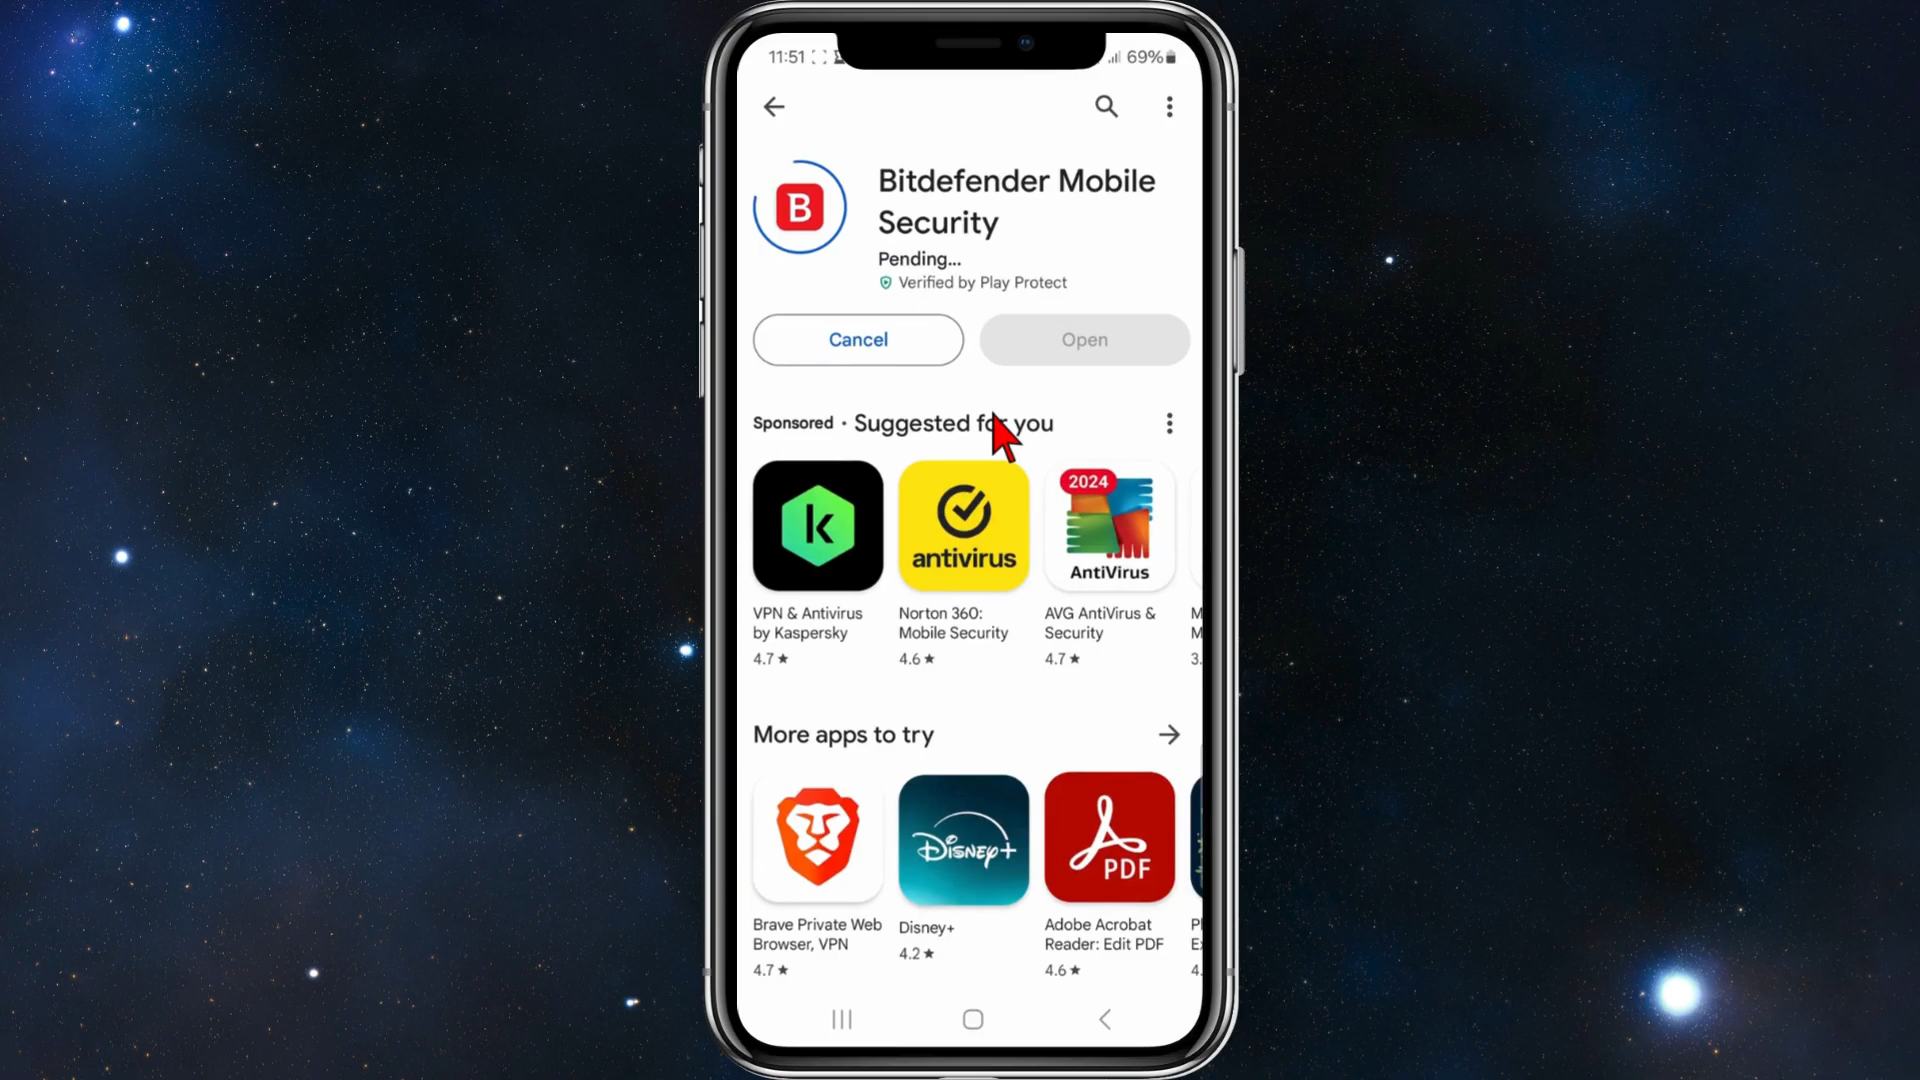 11:51
69%
B
Bitdefender Mobile
Security
Pending...
Verified by Play Protect
Cancel
Open
Sponsored · Suggested for you
k
antivirus
2024
AntiVirus
VPN & Antivirus
by Kaspersky
4.7 ★
Norton 360:
Mobile Security
4.6 ★
AVG AntiVirus &
Security
4.7 ★
M
M
3.
More apps to try
Disney+
PDF
Brave Private Web
Browser, VPN
4.7 ★
Disney+
4.2 ★
Adobe Acrobat
Reader: Edit PDF
4.6 ★
4.